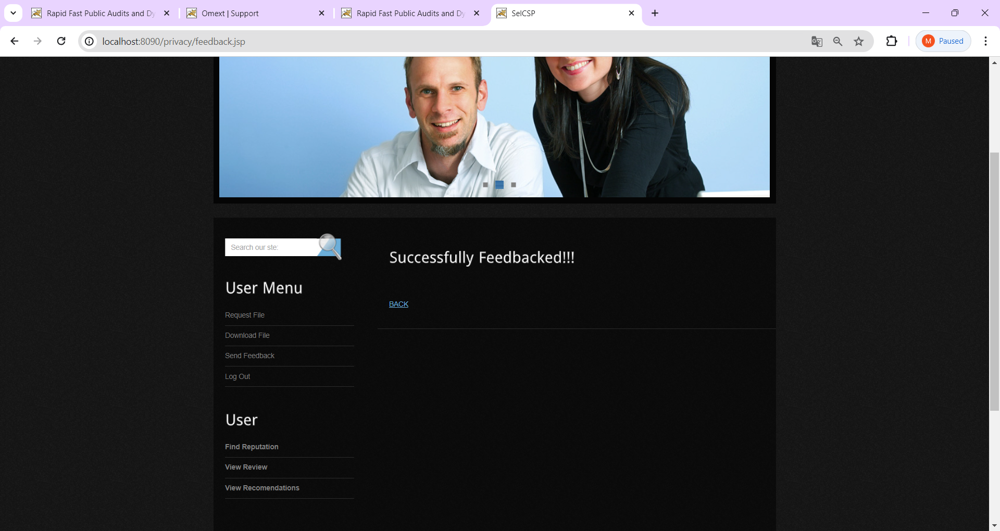 Rapid Fast Public Audits and Dy
Omext | Support
Rapid Fast Public Audits and Dy
SelCSP
localhost:8090/privacy/feedback.jsp
M Paused
Search our ste:
Successfully Feedbacked!!!
BACK
User Menu
Request File
Download File
Send Feedback
Log Out
User
Find Reputation
View Review
View Recomendations